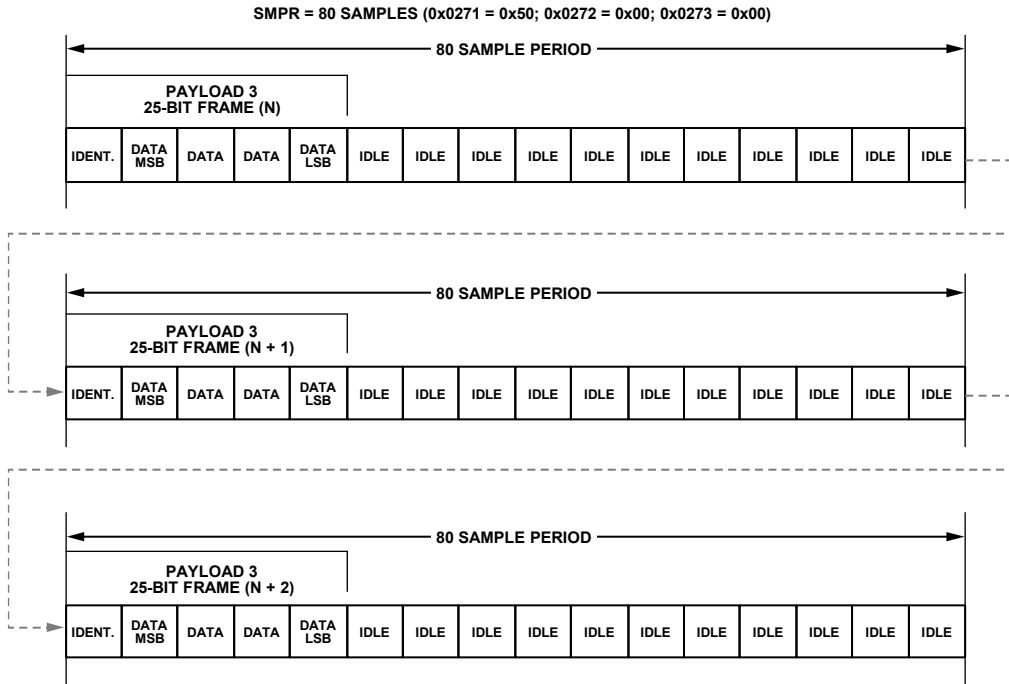 SMPR = 80 SAMPLES (0x0271 = 0x50; 0x0272 = 0x00; 0x0273 = 0x00)
80 SAMPLE PERIOD
PAYLOAD 3
25-BIT FRAME (N)
IDENT. DATA MSB DATA DATA DATA LSB IDLE IDLE IDLE IDLE IDLE IDLE IDLE IDLE IDLE IDLE IDLE
80 SAMPLE PERIOD
PAYLOAD 3
25-BIT FRAME (N + 1)
IDENT. DATA MSB DATA DATA DATA LSB IDLE IDLE IDLE IDLE IDLE IDLE IDLE IDLE IDLE IDLE IDLE
80 SAMPLE PERIOD
PAYLOAD 3
25-BIT FRAME (N + 2)
IDENT. DATA MSB DATA DATA DATA LSB IDLE IDLE IDLE IDLE IDLE IDLE IDLE IDLE IDLE IDLE IDLE